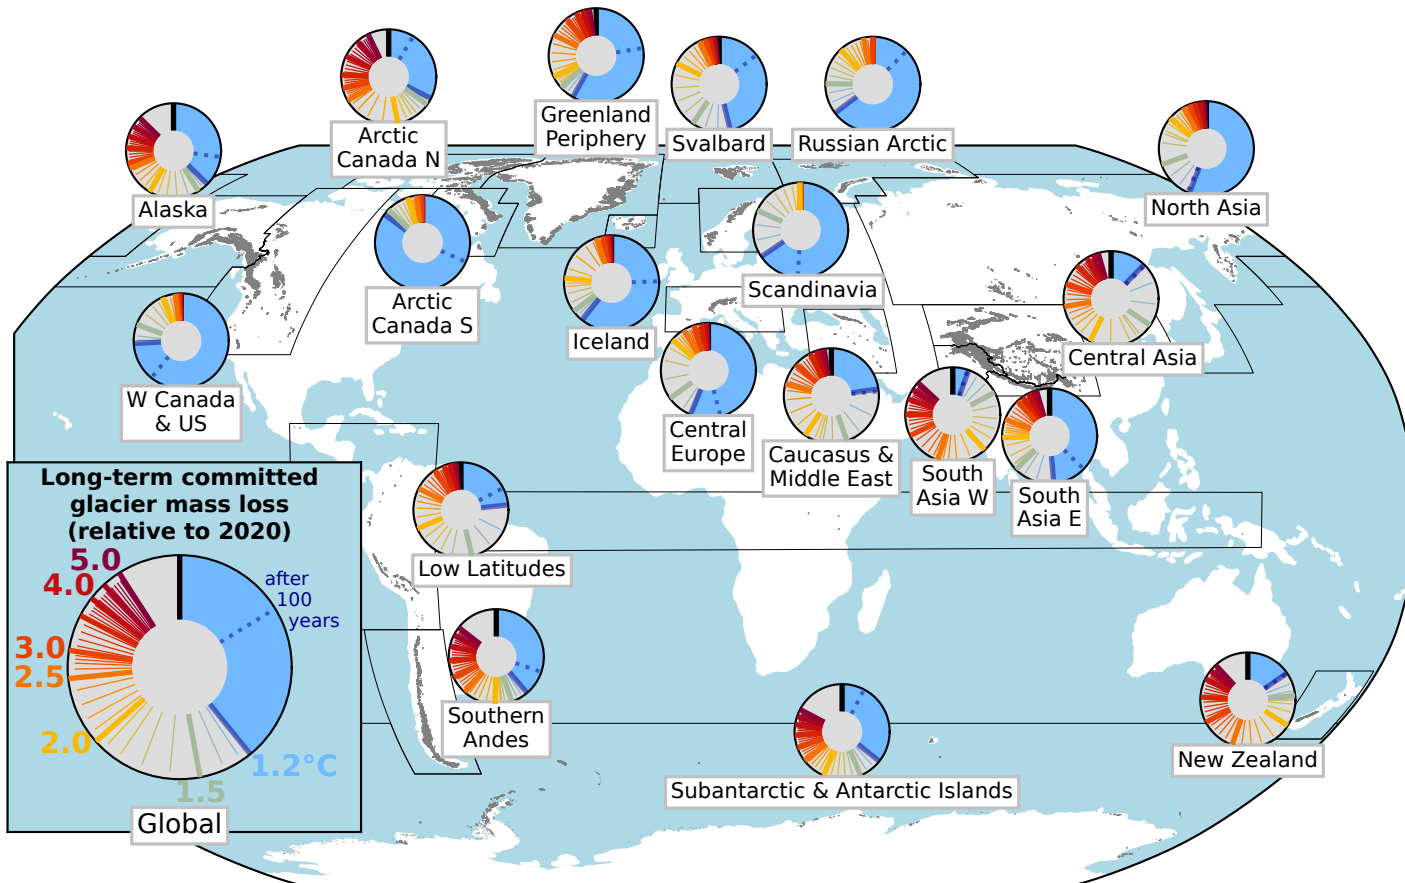 Greenland
Periphery
Arctic
Canada N
Svalbard
Russian Arctic
Alaska
North Asia
Arctic
Canada S
Scandinavia
Iceland
Central Asia
W Canada
& US
Central
Europe
Caucasus &
Middle East
South
Asia W
South
Asia E
Low Latitudes
Southern
Andes
New Zealand
Subantarctic & Antarctic Islands
Long-term committed
glacier mass loss
(relative to 2020)
5.0
4.0
3.0
2.5
2.0
1.5
1.2°C
after
100
years
Global